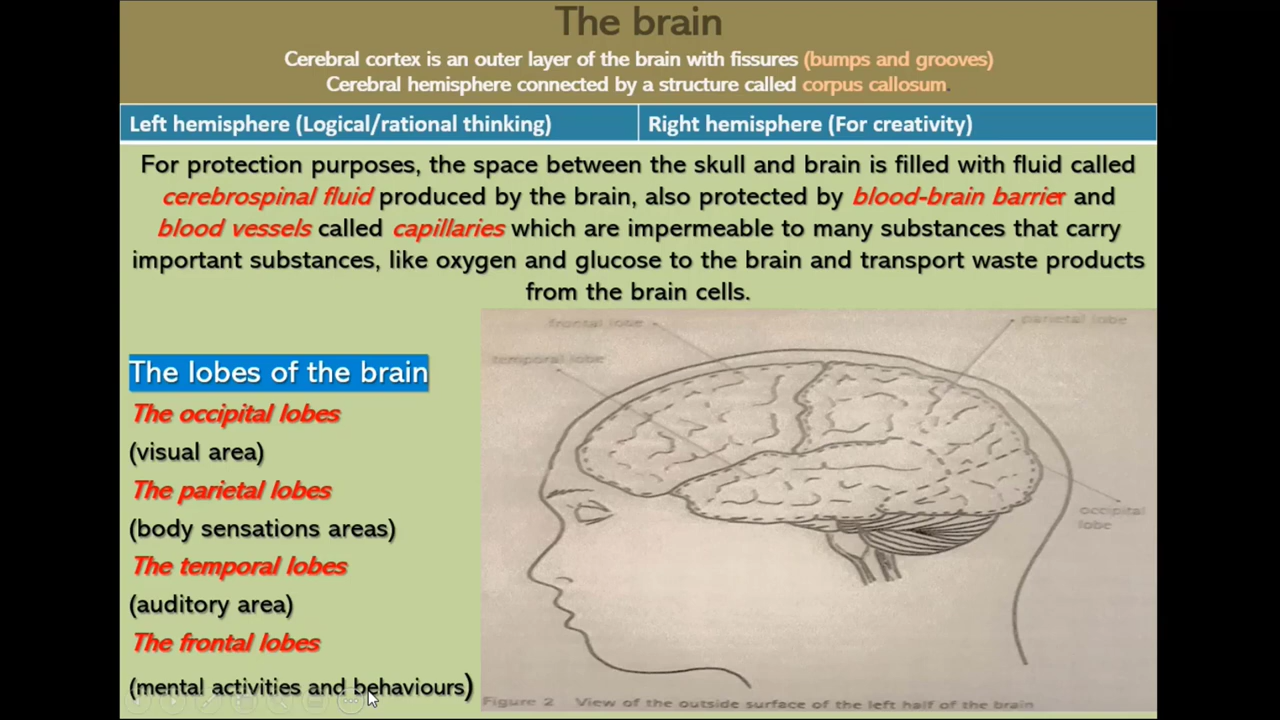 The brain
Cerebral cortex is an outer layer of the brain with fissures (bumps and grooves)
Cerebral hemisphere connected by a structure called corpus callosum.
Left hemisphere (Logical/rational thinking)
Right hemisphere (For creativity)
For protection purposes, the space between the skull and brain is filled with fluid called
cerebrospinal fluid produced by the brain, also protected by blood-brain barrier and
blood vessels called capillaries which are impermeable to many substances that carry
important substances, like oxygen and glucose to the brain and transport waste products
from the brain cells.
The lobes of the brain
The occipital lobes
(visual area)
The parietal lobes
(body sensations areas)
The temporal lobes
(auditory area)
The frontal lobes
(mental activities and behaviours)
frontal lobe
parietal lobe
temporal lobe
occipital
lobe
Figure 2 View of the outside surface of the left half of the brain